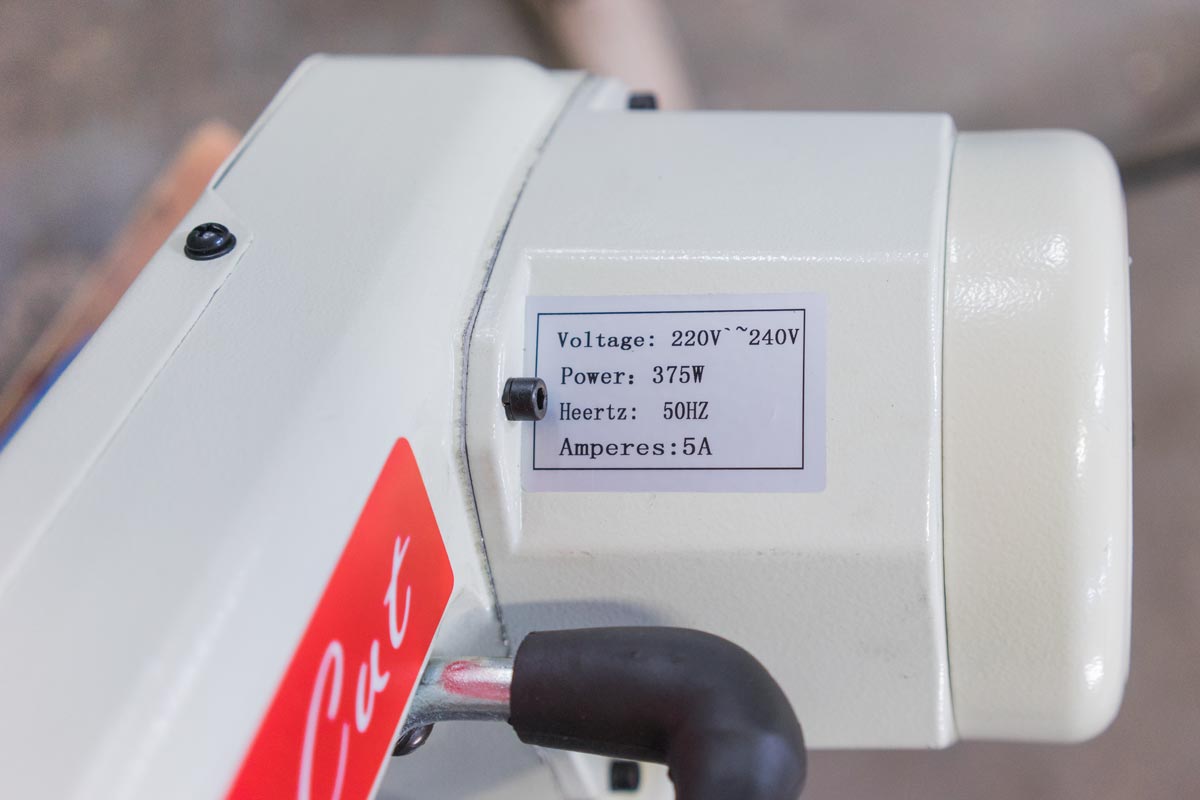 Voltage: 220V`~240V
Power: 375W
Heertz: 50HZ
Amperes:5A
Cut